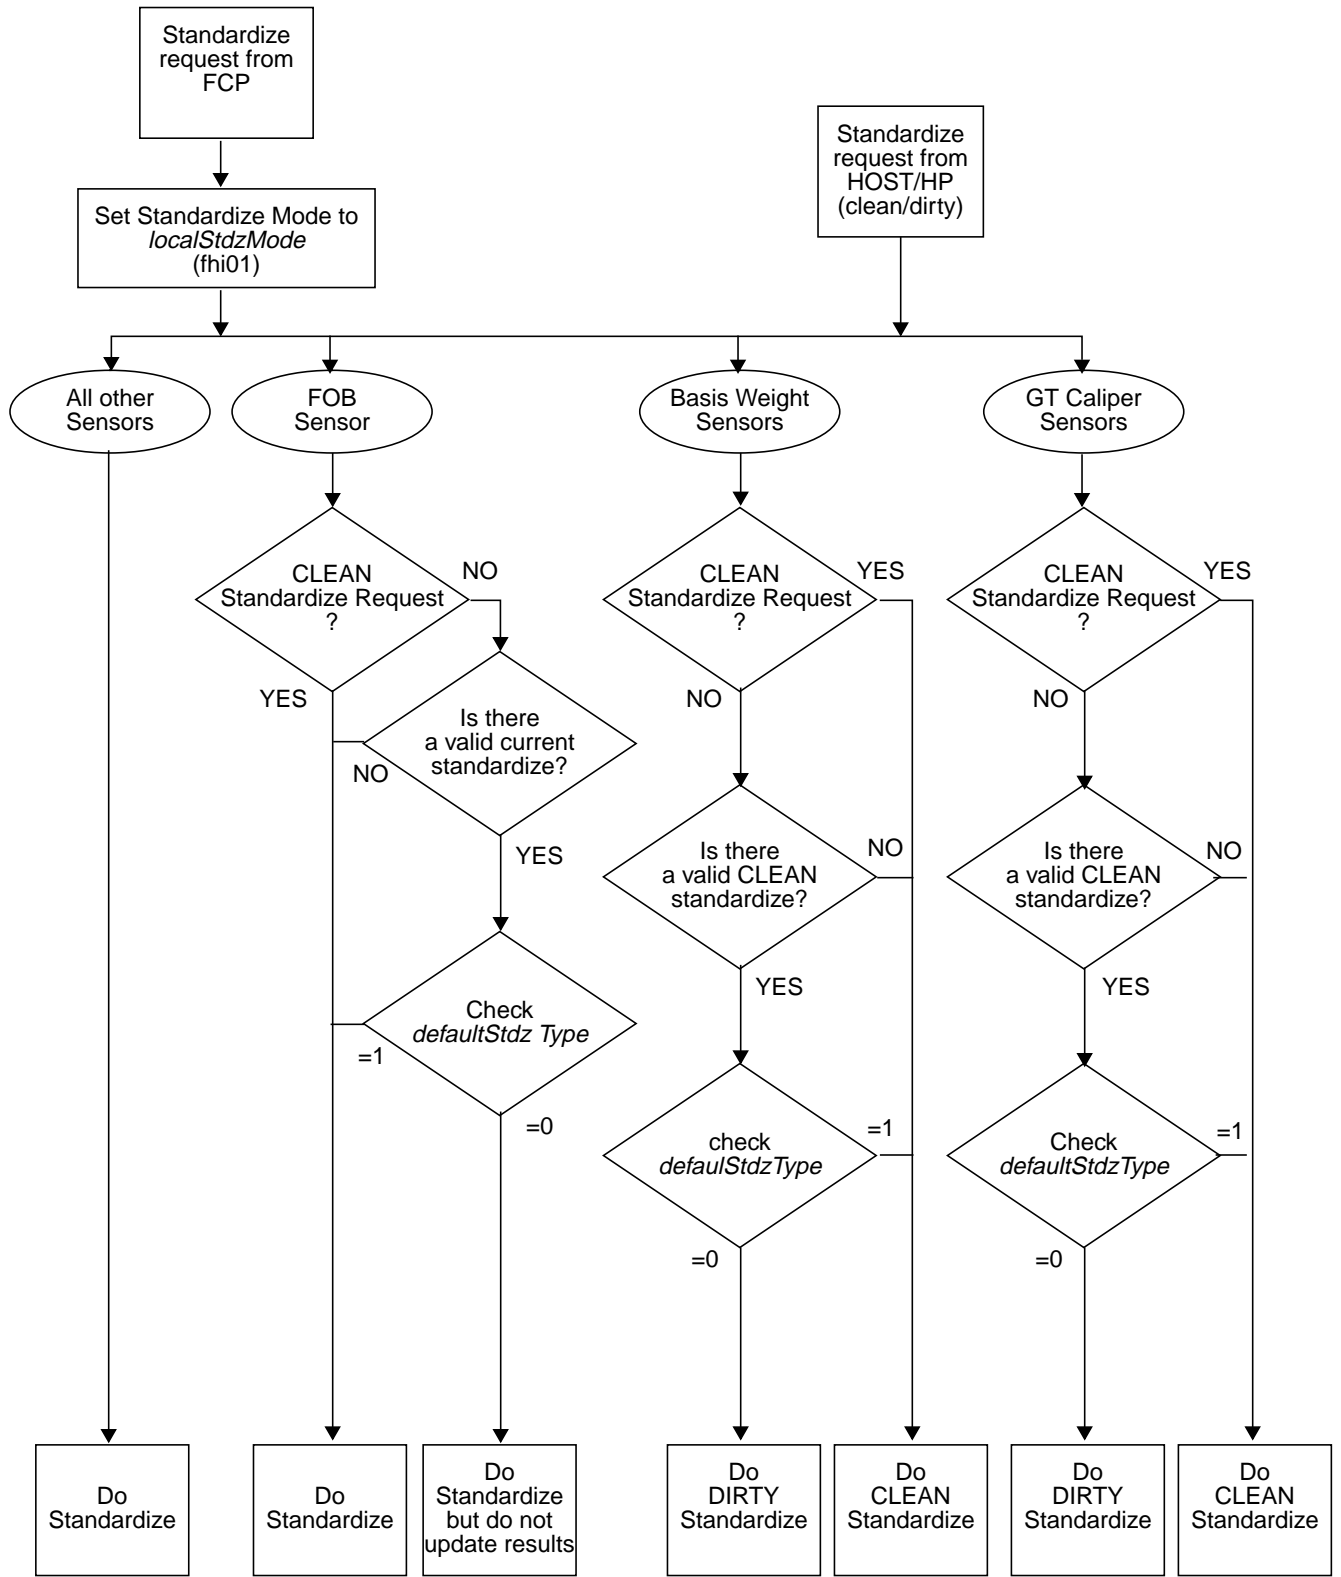 Standardize
request from
FCP
Standardize
request from
HOST/HP
(clean/dirty)
Set Standardize Mode to
localStdzMode
(fhi01)
All other
Sensors
FOB
Sensor
Basis Weight
Sensors
GT Caliper
Sensors
CLEAN
Standardize Request
?
NO
YES
CLEAN
Standardize Request
?
YES
NO
CLEAN
Standardize Request
?
YES
NO
Is there
a valid current
standardize?
NO
YES
Is there
a valid CLEAN
standardize?
NO
YES
Is there
a valid CLEAN
standardize?
NO
YES
Check
defaultStdz Type
=1
=0
check
defaulStdzType
=1
=0
Check
defaultStdzType
=1
=0
Do
Standardize
Do
Standardize
Do
Standardize
but do not
update results
Do
DIRTY
Standardize
Do
CLEAN
Standardize
Do
DIRTY
Standardize
Do
CLEAN
Standardize